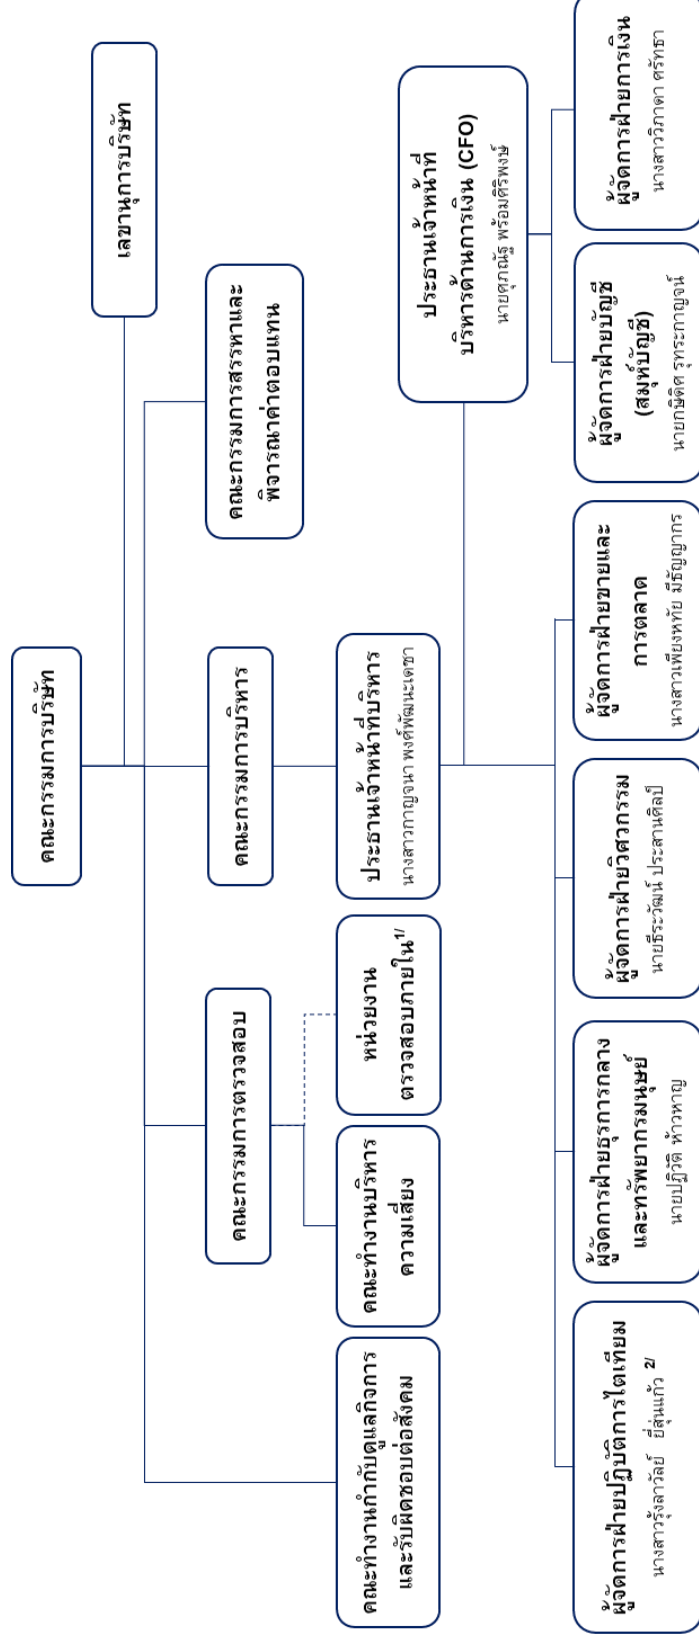 คณะกรรมการบริษัท
เลขานุการบริษัท
คณะกรรมการตรวจสอบ
คณะกรรมการบริหาร
คณะกรรมการสรรหาและ
พิจารณาค่าตอบแทน
คณะทำงานกำกับดูแลกิจการ
และรับผิดชอบต่อสังคม
คณะทำงานบริหาร
ความเสี่ยง
หน่วยงาน
ตรวจสอบภายใน1/
ประธานเจ้าหน้าที่บริหาร
นางสาวกาญจนา พงศ์พัฒนะเดชา
ประธานเจ้าหน้าที่
บริหารด้านการเงิน (CFO)
นายศุภณัฐ พร้อมศิริพงษ์
ผู้จัดการฝ่ายปฏิบัติการไตเทียม
นางสาวรุ้งลาวัลย์ ยี่สุ่นแก้ว 2/
ผู้จัดการฝ่ายธุรการกลาง
และทรัพยากรมนุษย์
นายปฏิวัติ ห้าวหาญ
ผู้จัดการฝ่ายวิศวกรรม
นายธีระวัฒน์ ประสานศิลป์
ผู้จัดการฝ่ายขายและ
การตลาด
นางสาวเพียงหทัย มีธัญญากร
ผู้จัดการฝ่ายบัญชี
(สมุห์บัญชี)
นายกษิดิศ รุทระกาญจน์
ผู้จัดการฝ่ายการเงิน
นางสาววิภาดา ศรัทธา